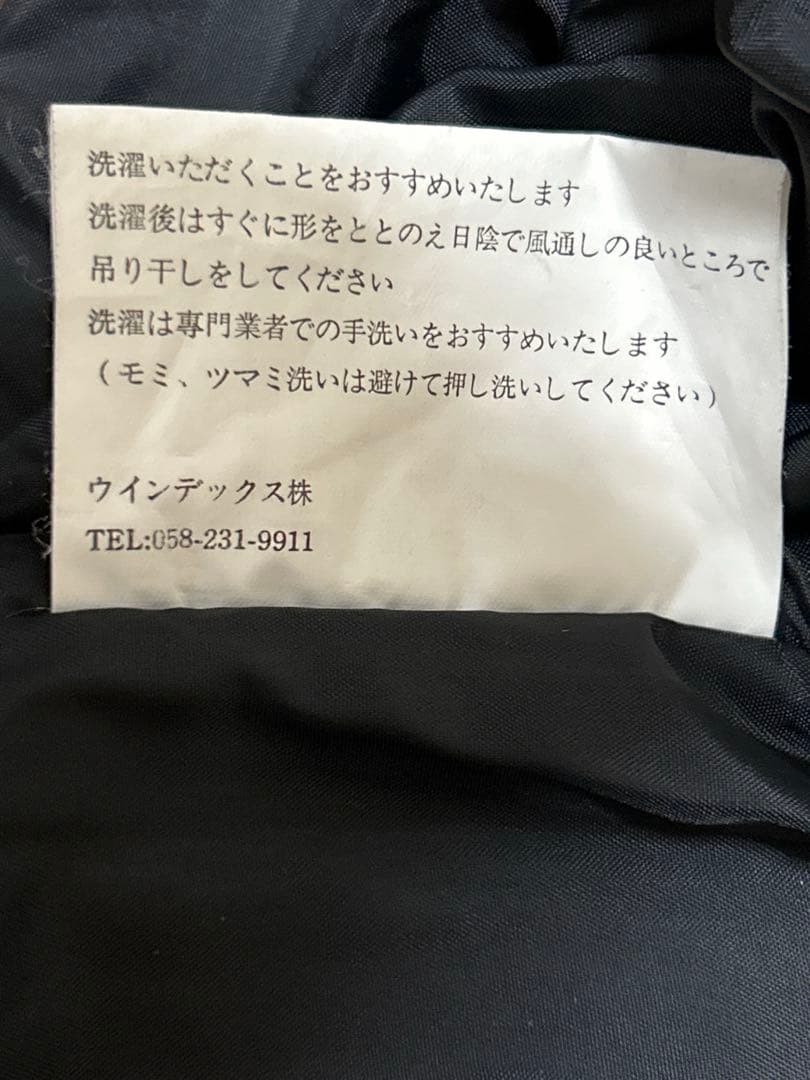 洗濯いただくことをおすすめいたします
洗濯後はすぐに形をととのえ日陰で風通しの良いところで
吊り干しをしてください
洗濯は専門業者での手洗いをおすすめいたします
（モミ、ツマミ洗いは避けて押し洗いしてください）
ウインデックス株
TEL:058-231-9911